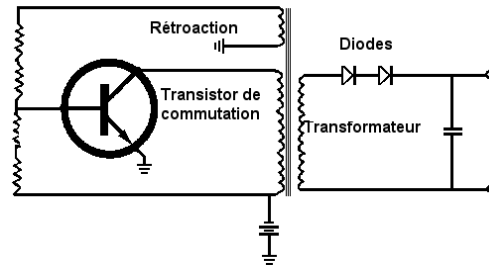 Rétroaction
Diodes
Transistor de
commutation
Transformateur